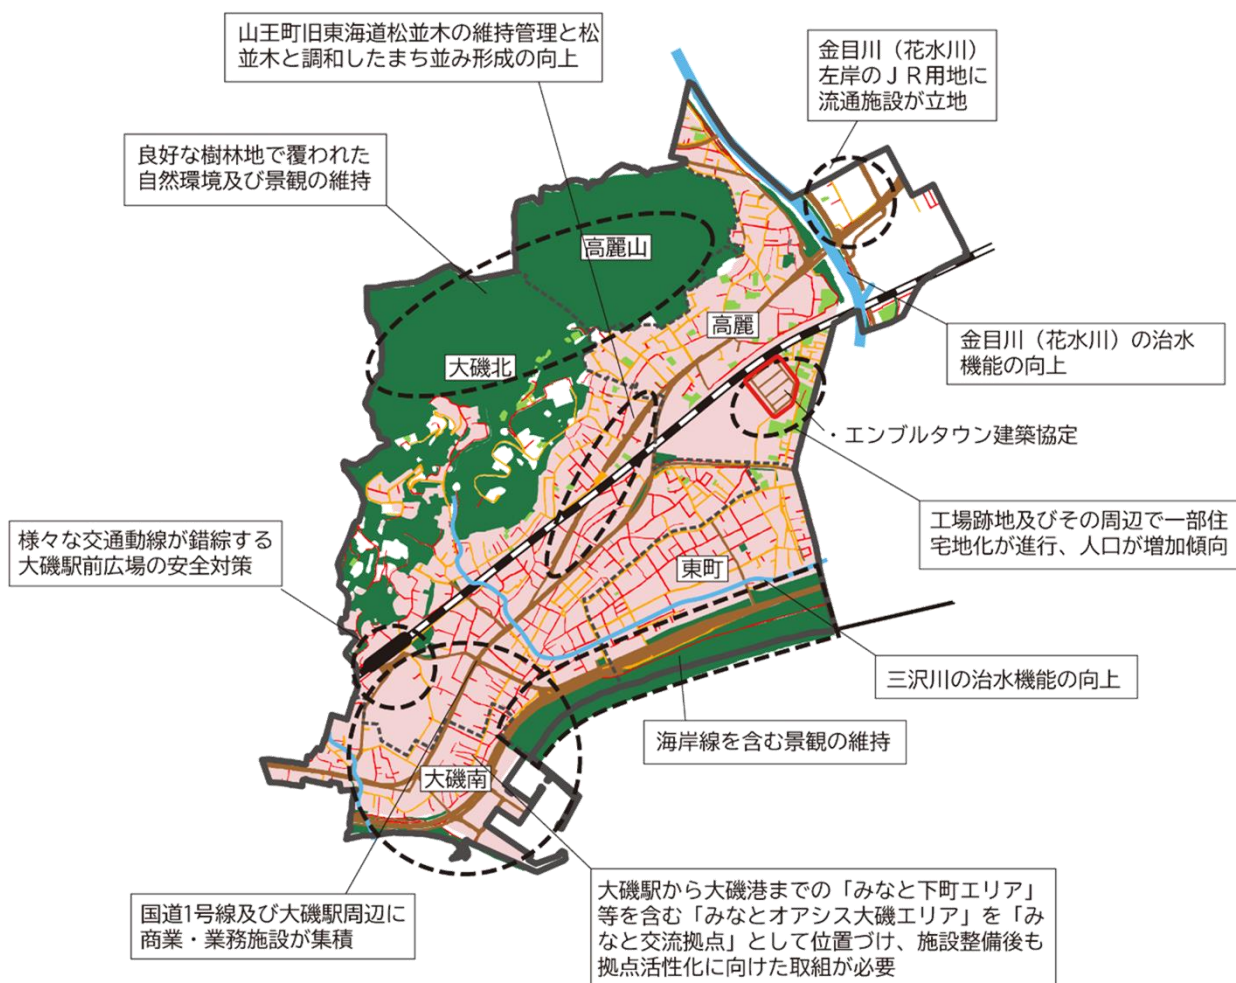 山王町旧東海道松並木の維持管理と松
並木と調和したまち並み形成の向上
金目川（花水川）
左岸のＪＲ用地に
流通施設が立地
良好な樹林地で覆われた
自然環境及び景観の維持
高麗山
高麗
大磯北
金目川（花水川）の治水
機能の向上
・エンブルタウン建築協定
工場跡地及びその周辺で一部住
宅地化が進行、人口が増加傾向
様々な交通動線が錯綜する
大磯駅前広場の安全対策
東町
三沢川の治水機能の向上
海岸線を含む景観の維持
大磯南
国道1号線及び大磯駅周辺に
商業・業務施設が集積
大磯駅から大磯港までの「みなと下町エリア」
等を含む「みなとオアシス大磯エリア」を「み
なと交流拠点」として位置づけ、施設整備後も
拠点活性化に向けた取組が必要